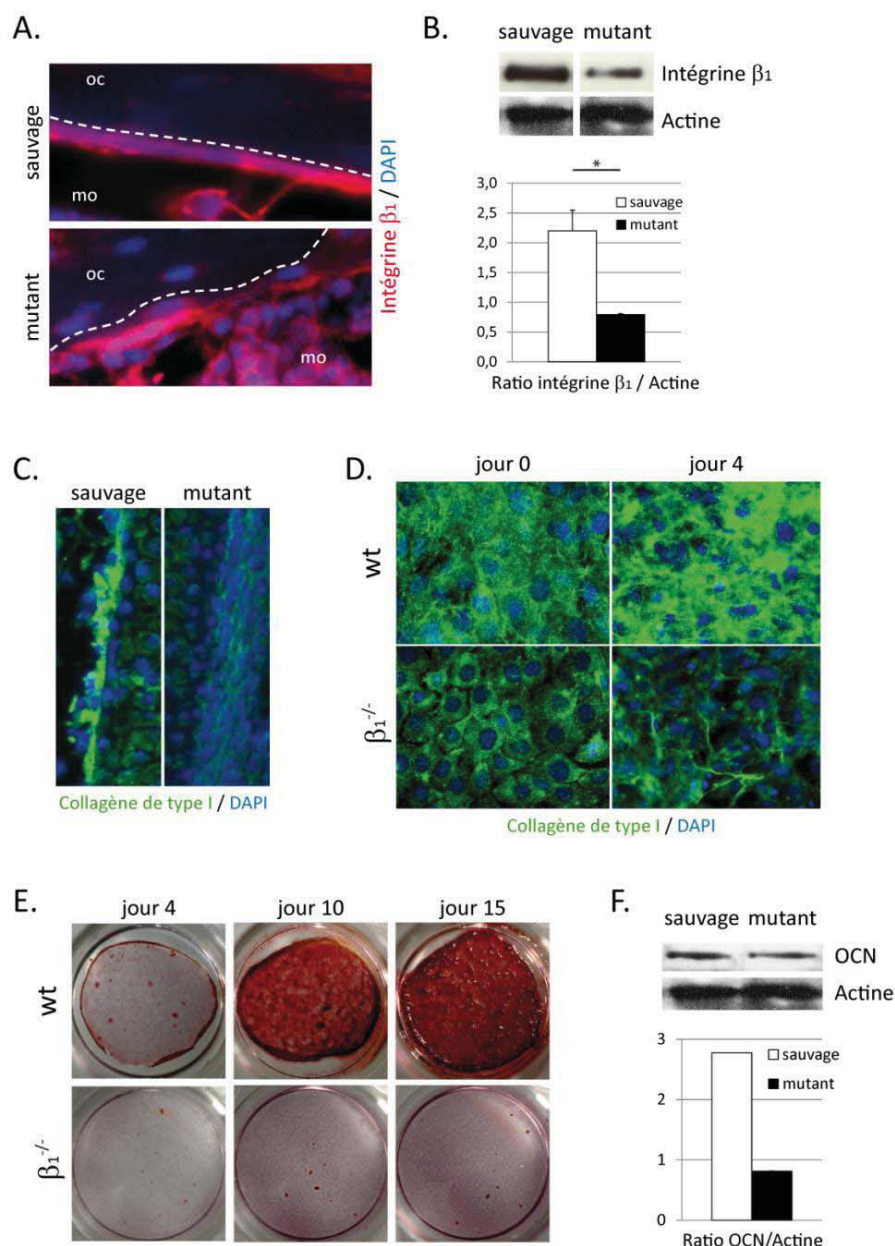 A.
sauvage
oc
mo
mutant
oc
mo
Intégrine β1 / DAPI
B.
sauvage mutant
Intégrine β1
Actine
*
3,0
2,5
2,0
1,5
1,0
0,5
0,0
sauvage
mutant
Ratio intégrine β1 / Actine
C.
sauvage mutant
Collagène de type I / DAPI
D.
jour 0 jour 4
wt
β1-/-
Collagène de type I / DAPI
E.
jour 4 jour 10 jour 15
wt
β1-/-
F.
sauvage mutant
OCN
Actine
3
2
1
0
sauvage
mutant
Ratio OCN/Actine